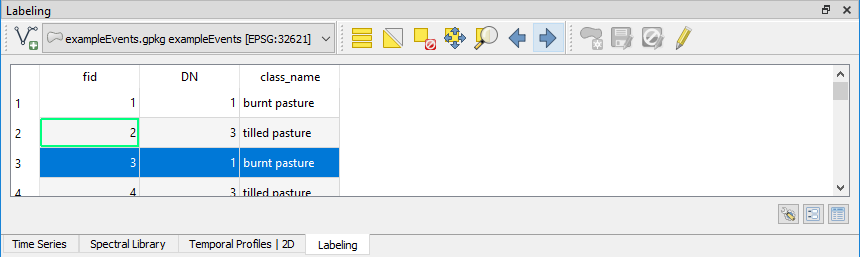 Labeling
exampleEvents.gpkg exampleEvents [EPSG:32621]
fid DN class_name
1 1 1 burnt pasture
2 2 3 tilled pasture
3 3 1 burnt pasture
4 4 3 tilled pasture
Time Series Spectral Library Temporal Profiles | 2D Labeling